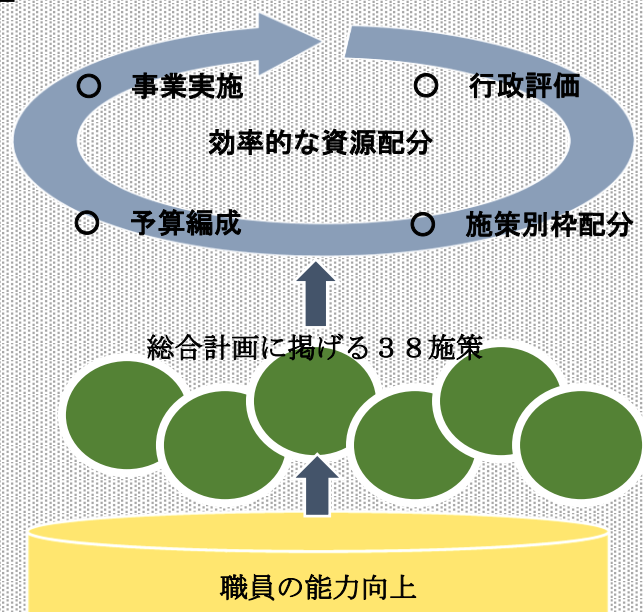 ○ 事業実施
○ 行政評価
効率的な資源配分
○ 予算編成
○ 施策別枠配分
総合計画に掲げる３８施策
職員の能力向上